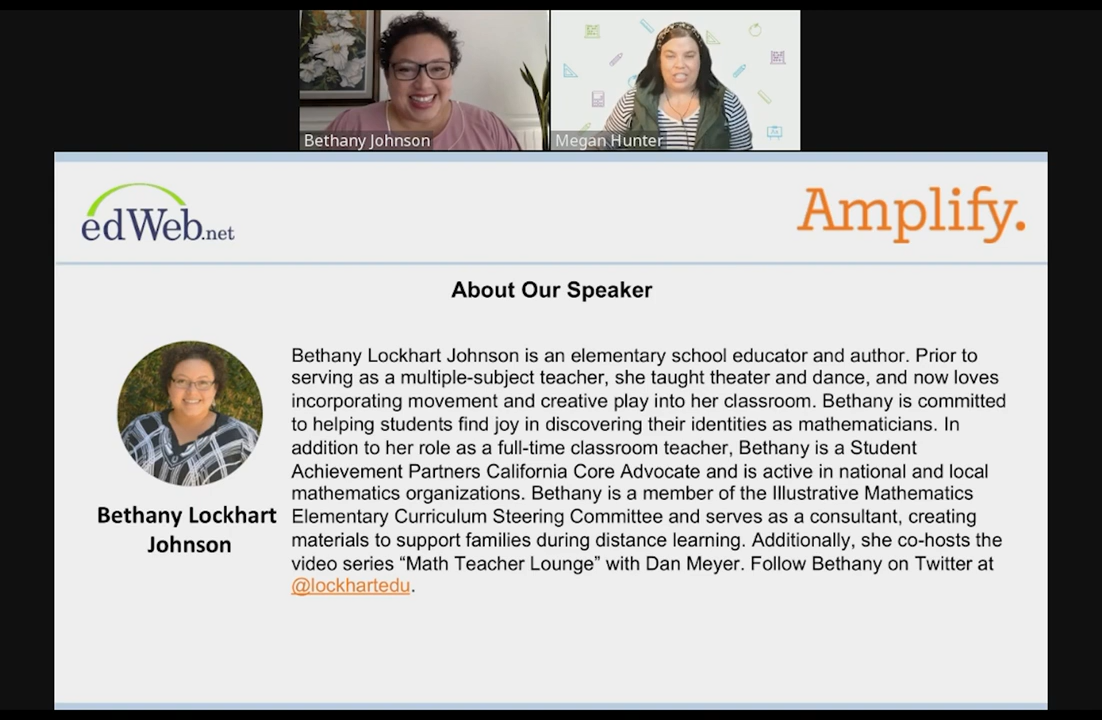 Bethany Johnson
Megan Hunter
edWeb.net
Amplify.
About Our Speaker
Bethany Lockhart
Johnson
Bethany Lockhart Johnson is an elementary school educator and author. Prior to
serving as a multiple-subject teacher, she taught theater and dance, and now loves
incorporating movement and creative play into her classroom. Bethany is committed
to helping students find joy in discovering their identities as mathematicians. In
addition to her role as a full-time classroom teacher, Bethany is a Student
Achievement Partners California Core Advocate and is active in national and local
mathematics organizations. Bethany is a member of the Illustrative Mathematics
Elementary Curriculum Steering Committee and serves as a consultant, creating
materials to support families during distance learning. Additionally, she co-hosts the
video series “Math Teacher Lounge” with Dan Meyer. Follow Bethany on Twitter at
@lockhartedu.